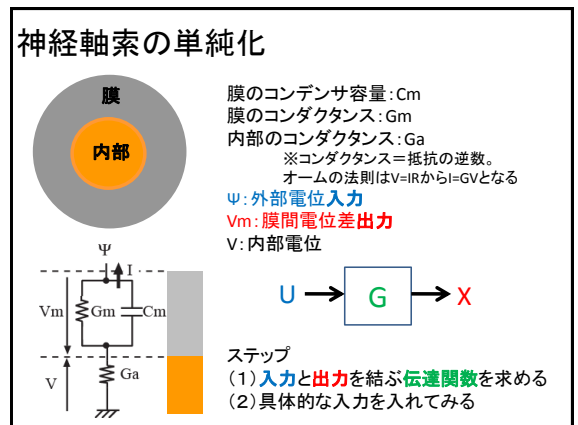 神経軸索の単純化
膜
内部
膜のコンデンサ容量:Cm
膜のコンダクタンス:Gm
内部のコンダクタンス:Ga
※コンダクタンス=抵抗の逆数。
オームの法則はV=IRからI=GVとなる
Ψ:外部電位入力
Vm:膜間電位差出力
V:内部電位
Ψ
I
Vm
Gm
Cm
V
Ga
U
G
X
ステップ
(1)入力と出力を結ぶ伝達関数を求める
(2)具体的な入力を入れてみる